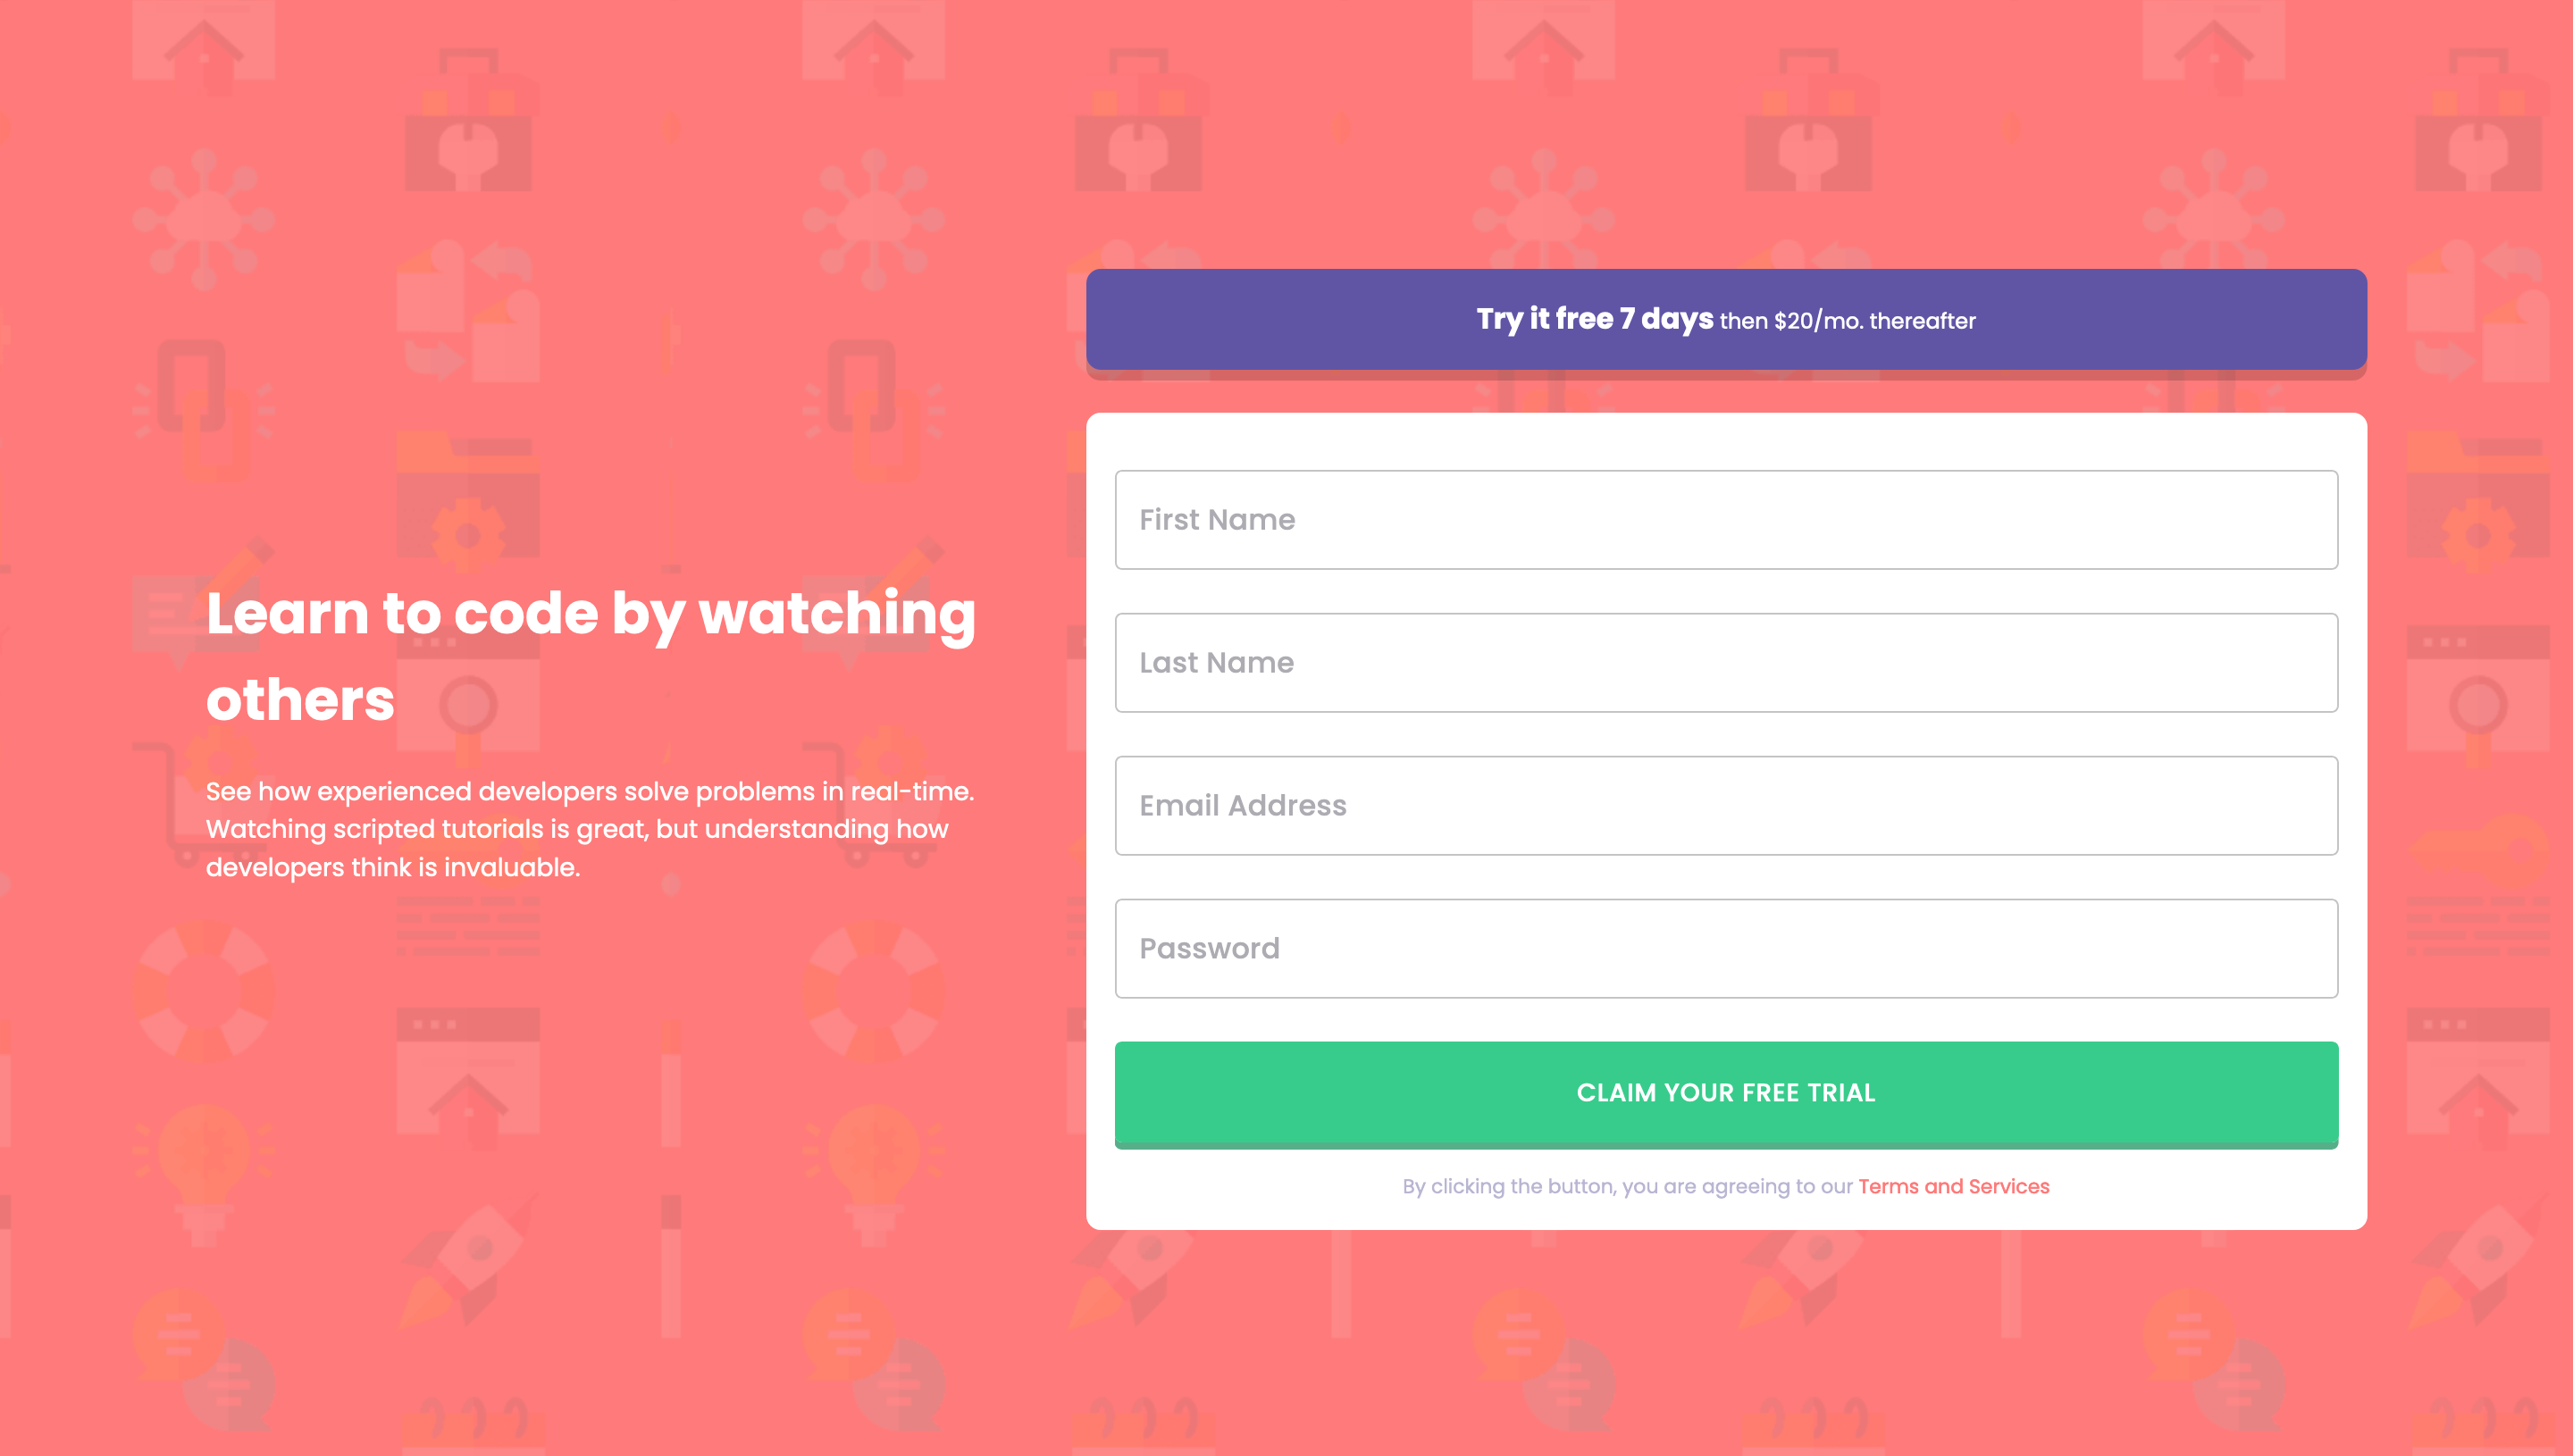 Learn to code by watching
others
See how experienced developers solve problems in real-time.
Watching scripted tutorials is great, but understanding how
developers think is invaluable.
Try it free 7 days then $20/mo. thereafter
First Name
Last Name
Email Address
Password
CLAIM YOUR FREE TRIAL
By clicking the button, you are agreeing to our Terms and Services